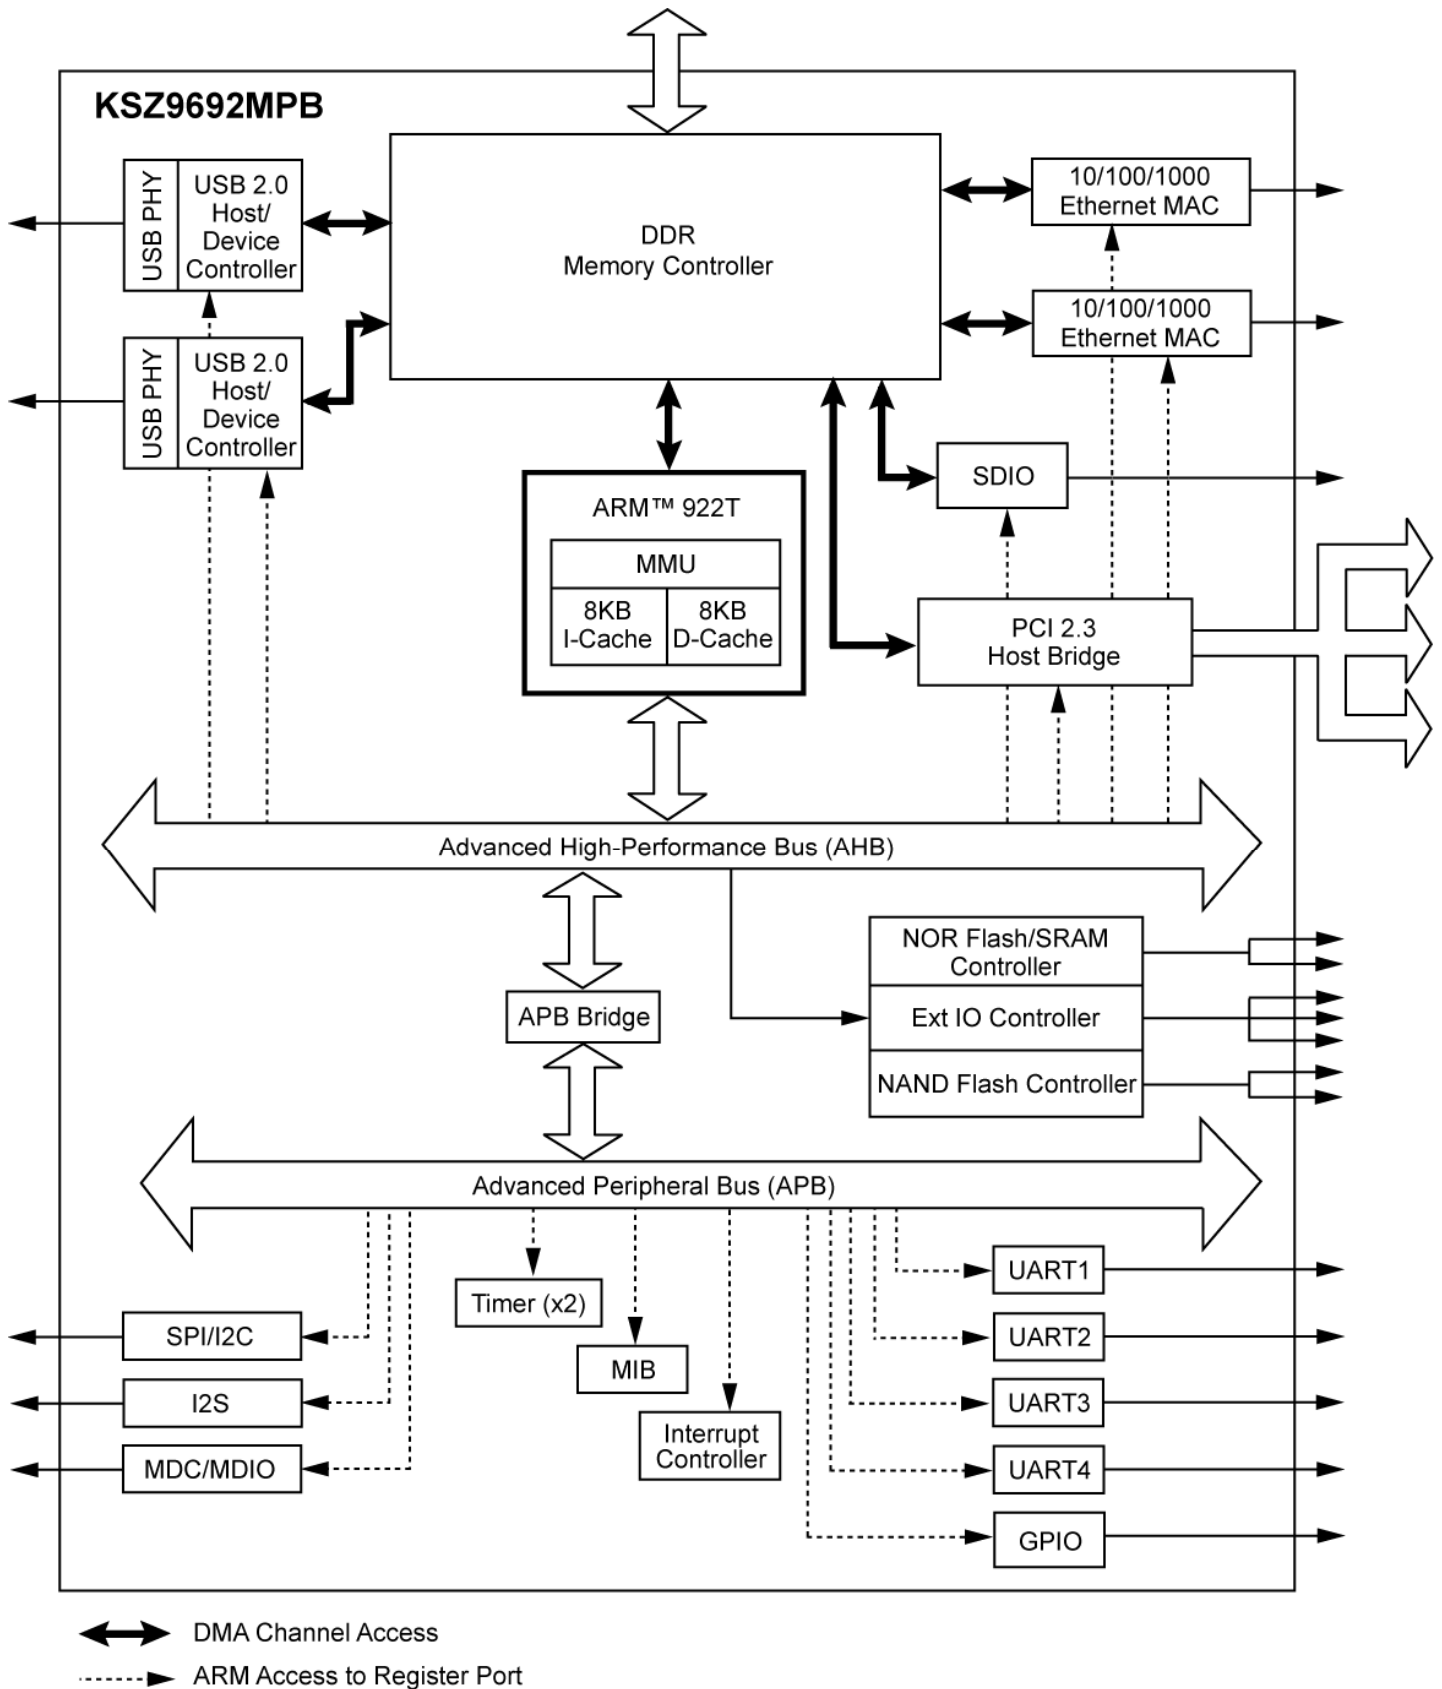 KSZ9692MPB
USB PHY
USB 2.0
Host/
Device
Controller
DDR
Memory Controller
10/100/1000
Ethernet MAC
10/100/1000
Ethernet MAC
USB PHY
USB 2.0
Host/
Device
Controller
SDIO
ARM™ 922T
MMU
8KB
I-Cache
8KB
D-Cache
PCI 2.3
Host Bridge
Advanced High-Performance Bus (AHB)
NOR Flash/SRAM
Controller
APB Bridge
Ext IO Controller
NAND Flash Controller
Advanced Peripheral Bus (APB)
UART1
Timer (x2)
SPI/I2C
UART2
MIB
I2S
UART3
Interrupt
Controller
MDC/MDIO
UART4
GPIO
DMA Channel Access
ARM Access to Register Port